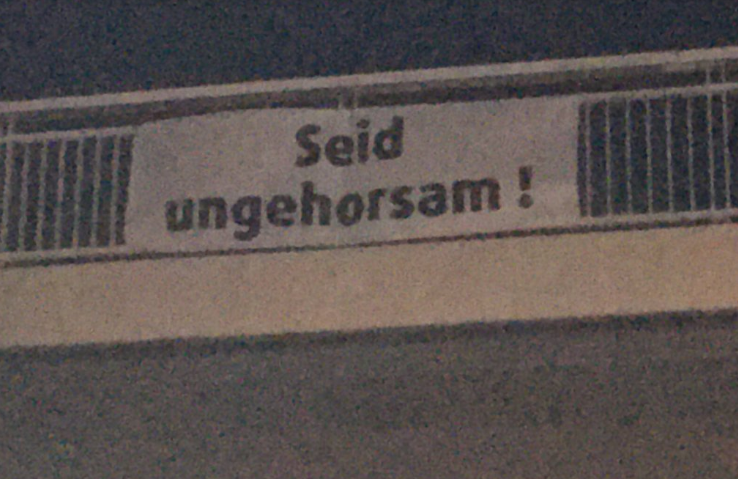 Seid
ungehorsam !